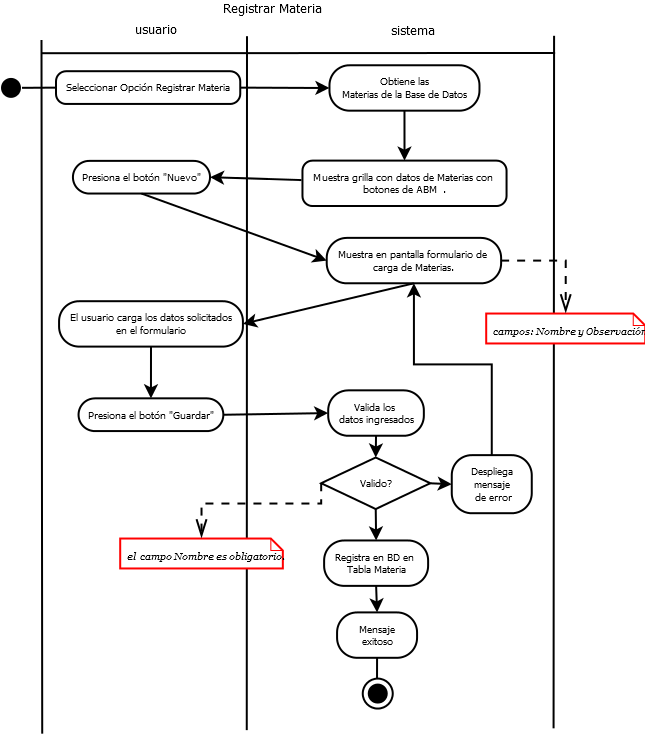 Registrar Materia
usuario
sistema
Seleccionar Opción Registrar Materia
Obtiene las
Materias de la Base de Datos
Muestra grilla con datos de Materias con
botones de ABM .
Presiona el botón "Nuevo"
Muestra en pantalla formulario de
carga de Materias.
campos: Nombre y Observación
El usuario carga los datos solicitados
en el formulario
Presiona el botón "Guardar"
Valida los
datos ingresados
Valido?
Despliega
mensaje
de error
el campo Nombre es obligatorio.
Registra en BD en
Tabla Materia
Mensaje
exitoso